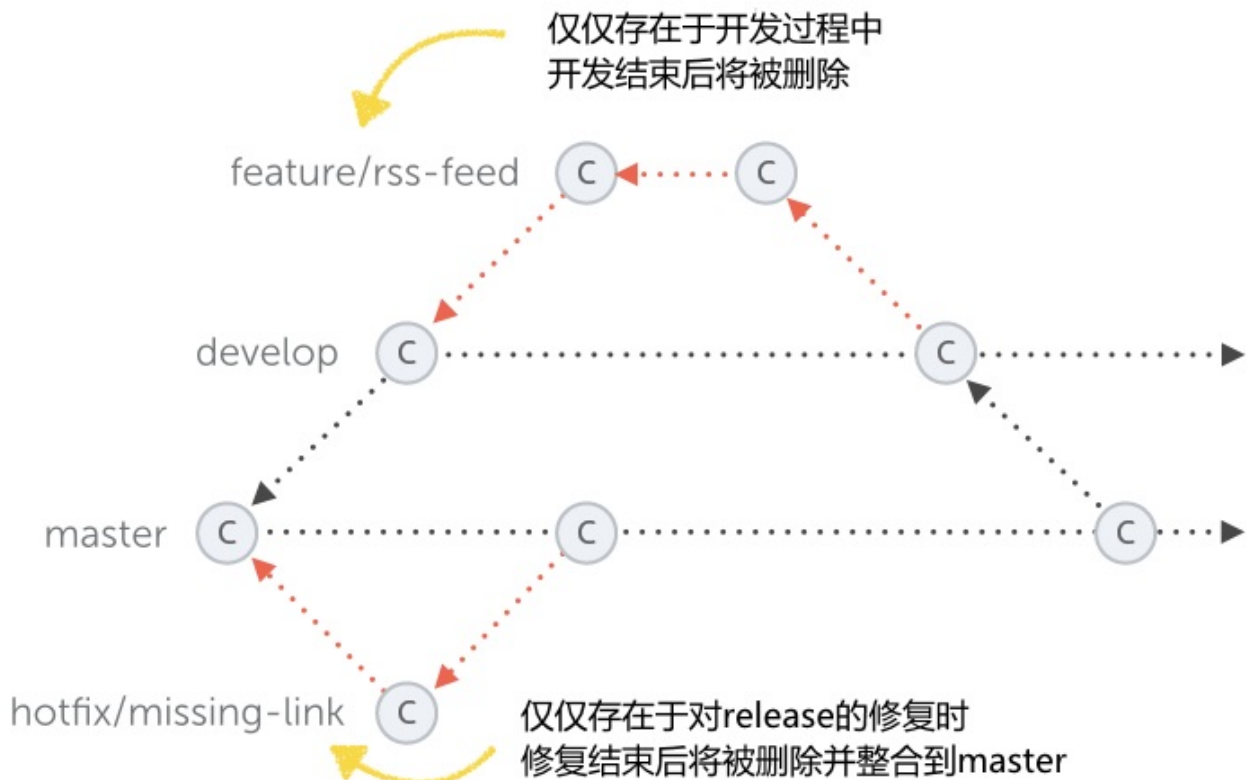 仅仅存在于开发过程中
开发结束后将被删除
feature/rss-feed C C
develop C C
master C C C
hotfix/missing-link C
仅仅存在于对release的修复时
修复结束后将被删除并整合到master